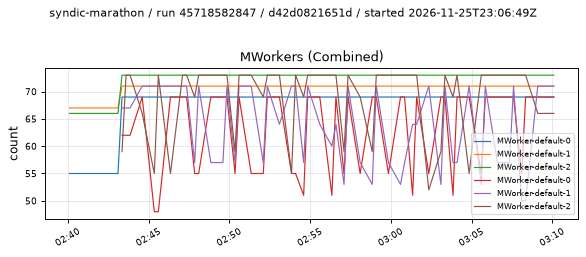 syndic-marathon / run 45718582847 / d42d0821651d / started 2026-11-25T23:06:49Z
MWorkers (Combined)
count
70
65
60
55
50
02:40
02:45
02:50
02:55
03:00
03:05
03:10
MWorker-default-0
MWorker-default-1
MWorker-default-2
MWorker-default-0
MWorker-default-1
MWorker-default-2